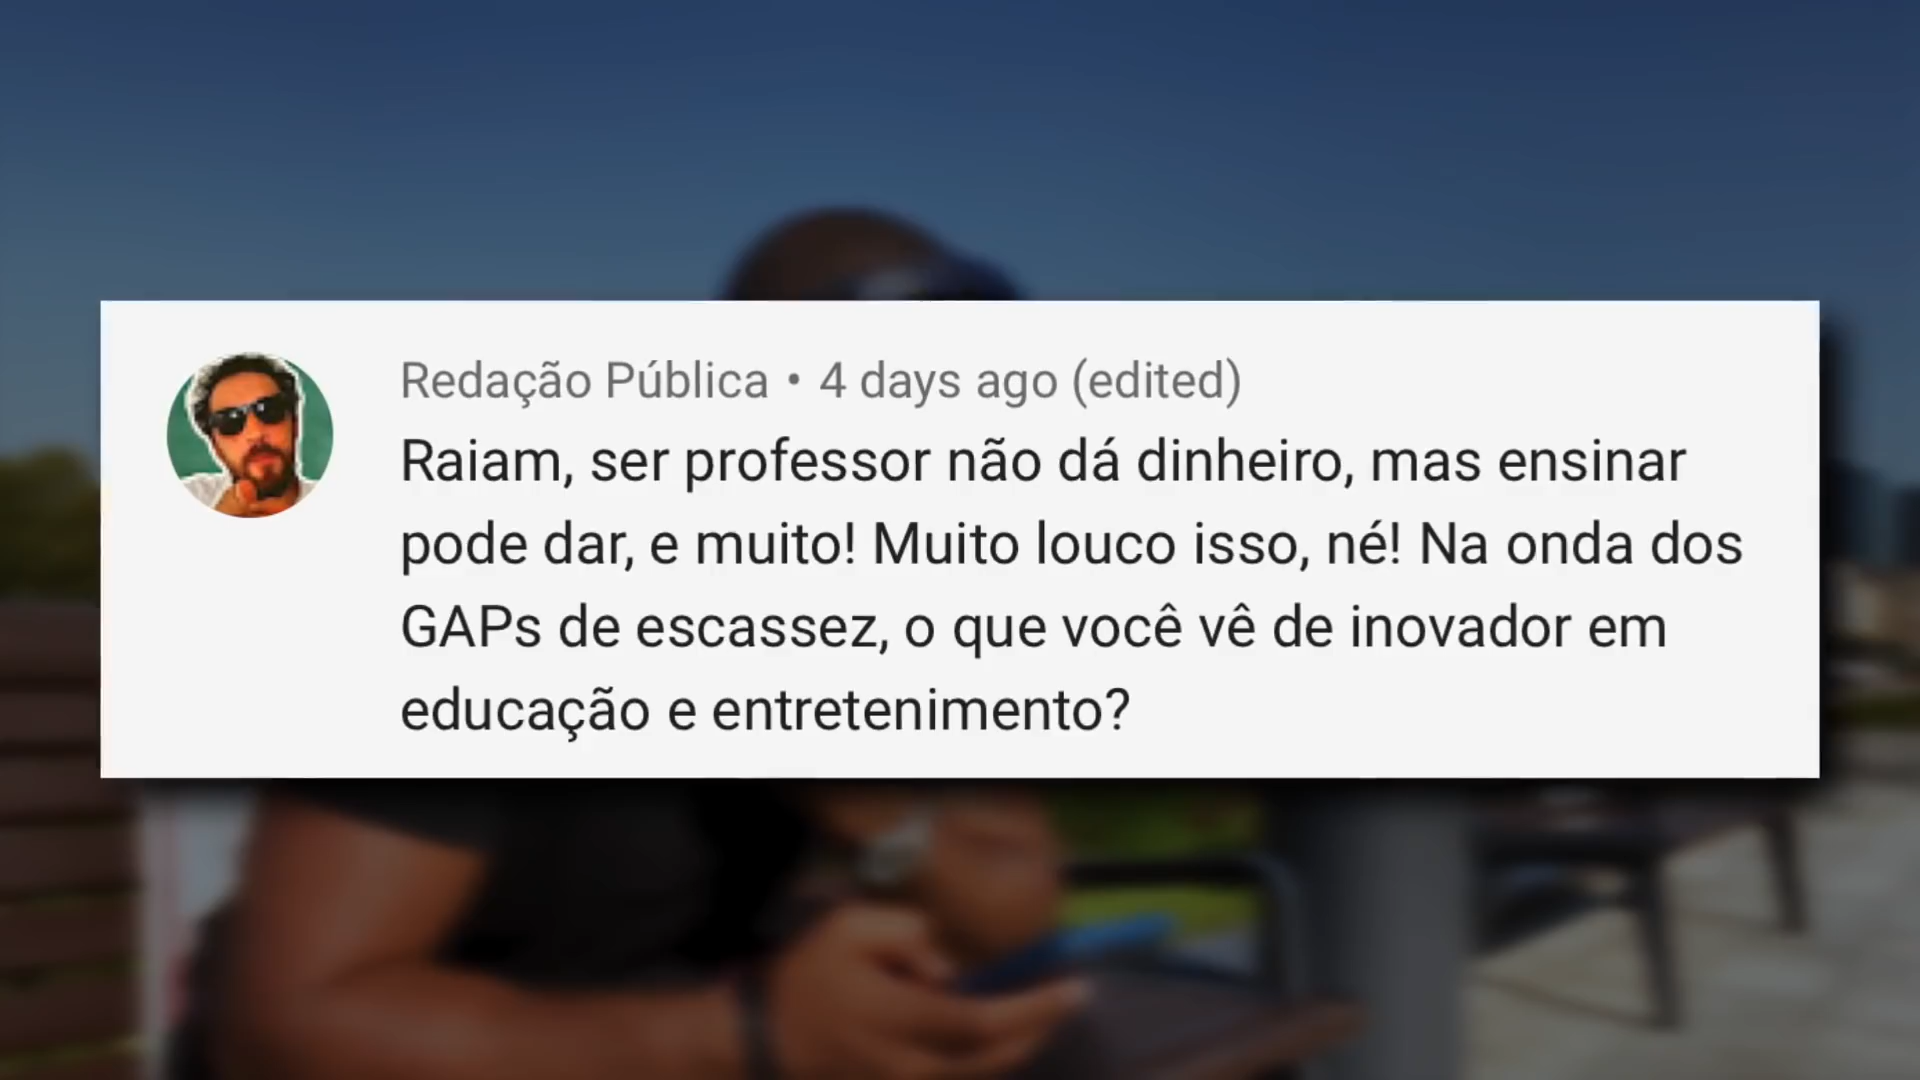 Redação Pública • 4 days ago (edited)
Raiam, ser professor não dá dinheiro, mas ensinar
pode dar, e muito! Muito louco isso, né! Na onda dos
GAPs de escassez, o que você vê de inovador em
educação e entretenimento?